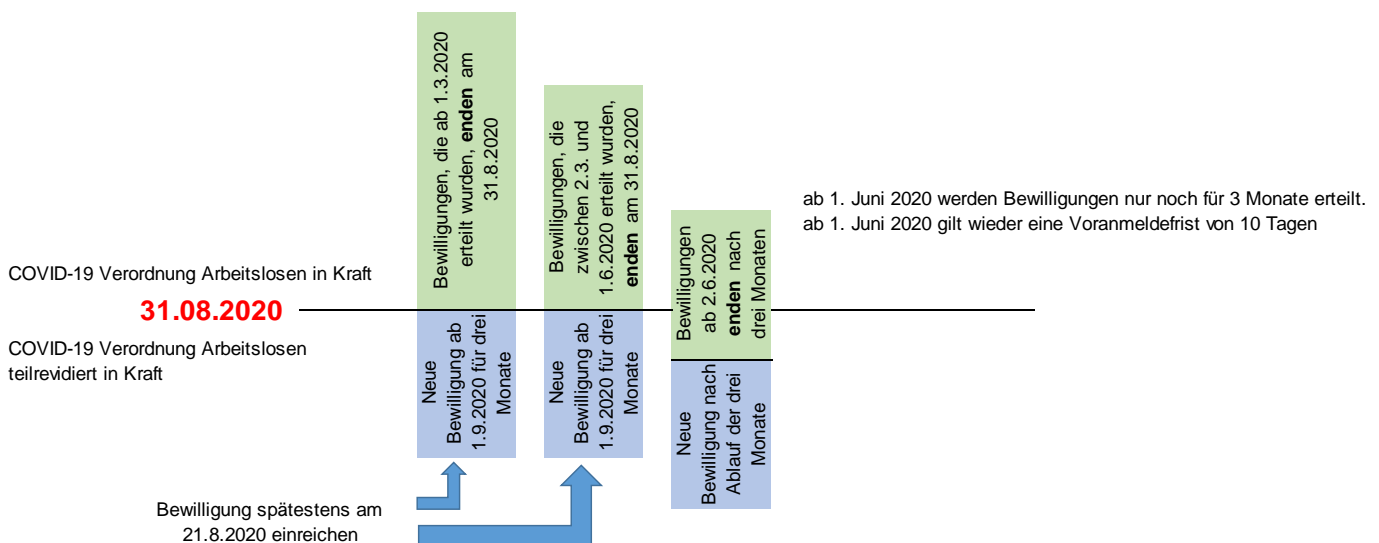 Bewilligungen, die ab 1.3.2020
erteilt wurden, enden am
31.8.2020
Bewilligungen, die
zwischen 2.3. und
1.6.2020 erteilt wurden,
enden am 31.8.2020
Bewilligungen
ab 2.6.2020
enden nach
drei Monaten
ab 1. Juni 2020 werden Bewilligungen nur noch für 3 Monate erteilt.
ab 1. Juni 2020 gilt wieder eine Voranmeldefrist von 10 Tagen
COVID-19 Verordnung Arbeitslosen in Kraft
31.08.2020
COVID-19 Verordnung Arbeitslosen
teilrevidiert in Kraft
Neue
Bewilligung ab
1.9.2020 für drei
Monate
Neue
Bewilligung ab
1.9.2020 für drei
Monate
Neue
Bewilligung nach
Ablauf der drei
Monate
Bewilligung spätestens am
21.8.2020 einreichen